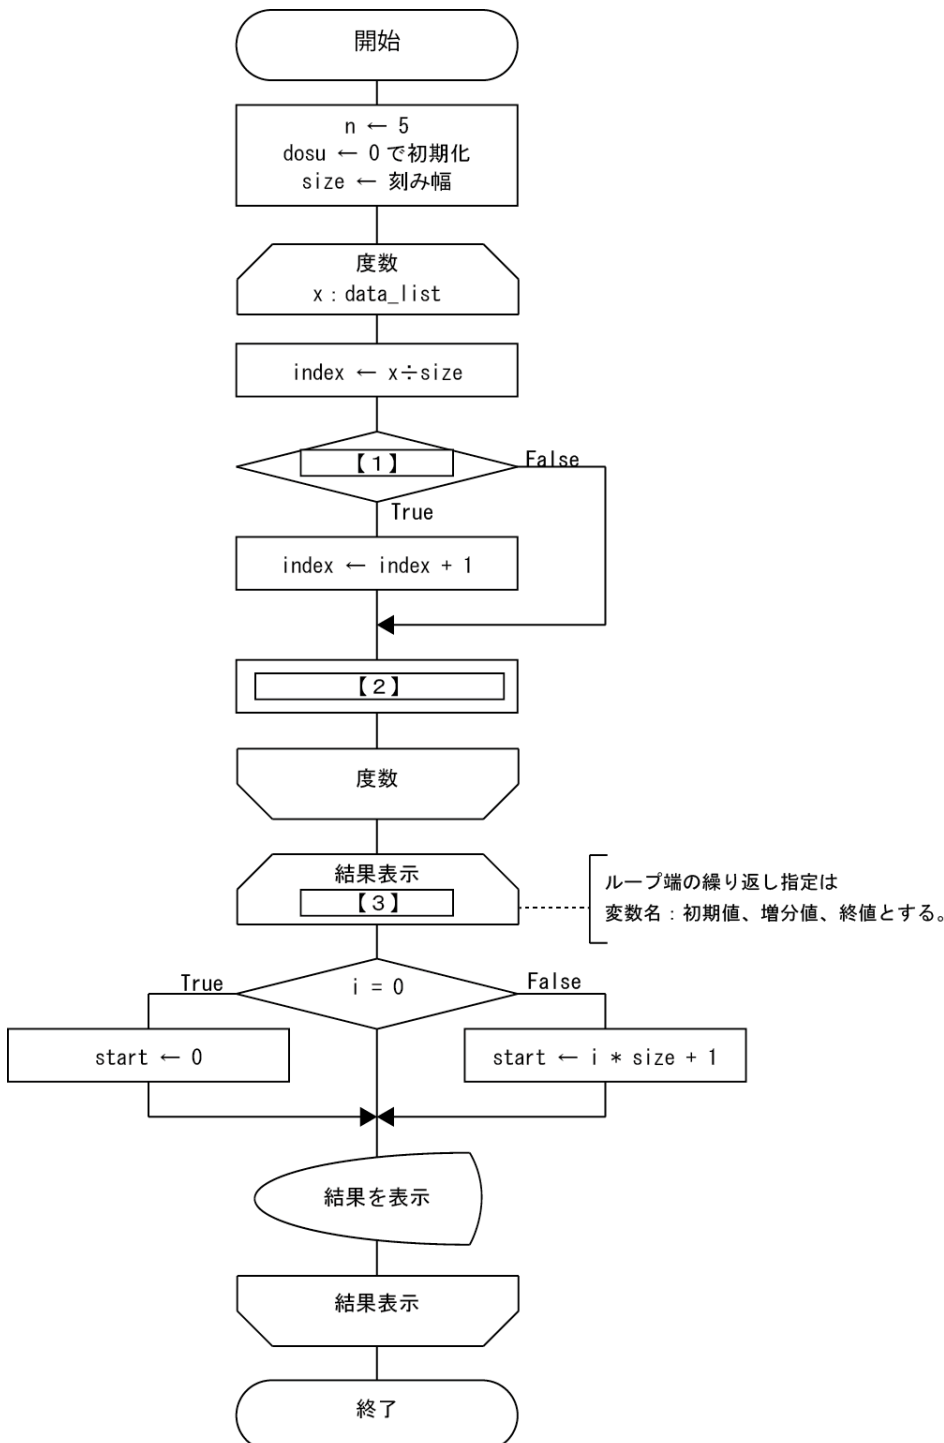 開始
n ← 5
dosu ← 0 で初期化
size ← 刻み幅
度数
x：data_list
index ← x÷size
【１】
False
True
index ← index + 1
【２】
度数
結果表示
【３】
ループ端の繰り返し指定は
変数名：初期値、増分値、終値とする。
True
i = 0
False
start ← 0
start ← i * size + 1
結果を表示
結果表示
終了